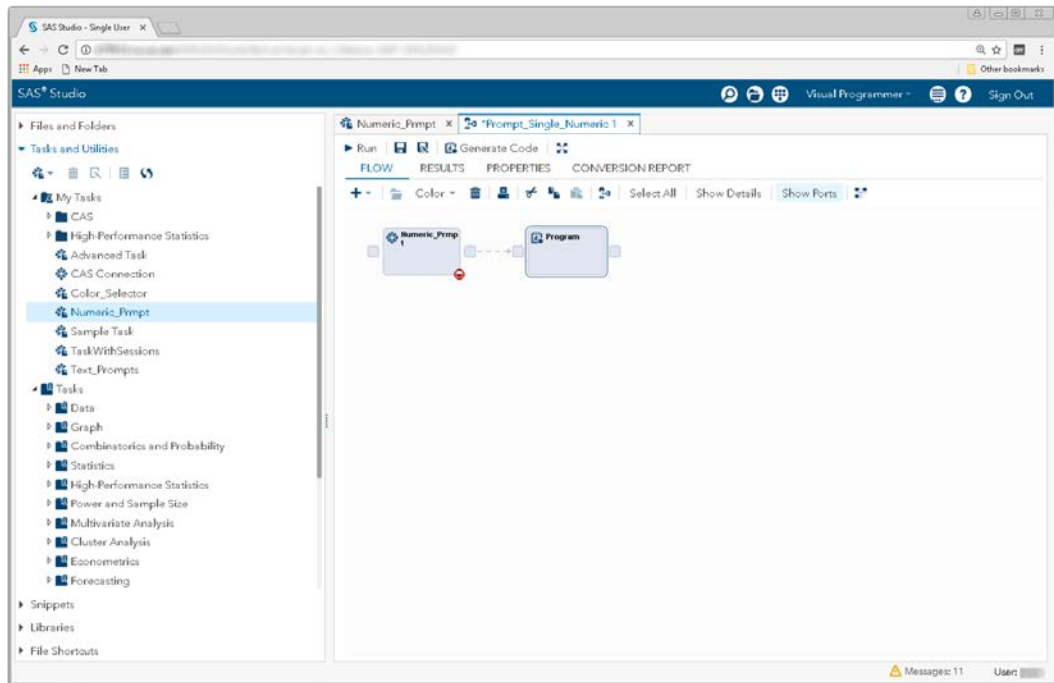 SAS Studio - Single User
Apps New Tab
Other bookmarks
SAS® Studio
Visual Programmer
Sign Out
Files and Folders
Tasks and Utilities
My Tasks
CAS
High-Performance Statistics
Advanced Task
CAS Connection
Color_Selector
Numeric_Prmpt
Sample Task
TaskWithSessions
Text_Prompts
Tasks
Data
Graph
Combinatorics and Probability
Statistics
High-Performance Statistics
Power and Sample Size
Multivariate Analysis
Cluster Analysis
Econometrics
Forecasting
Snippets
Libraries
File Shortcuts
Numeric_Prmpt *Prompt_Single_Numeric 1
Run Generate Code
FLOW RESULTS PROPERTIES CONVERSION REPORT
Color Select All Show Details Show Ports
Numeric_Prmp
t
Program
Messages: 11 User: